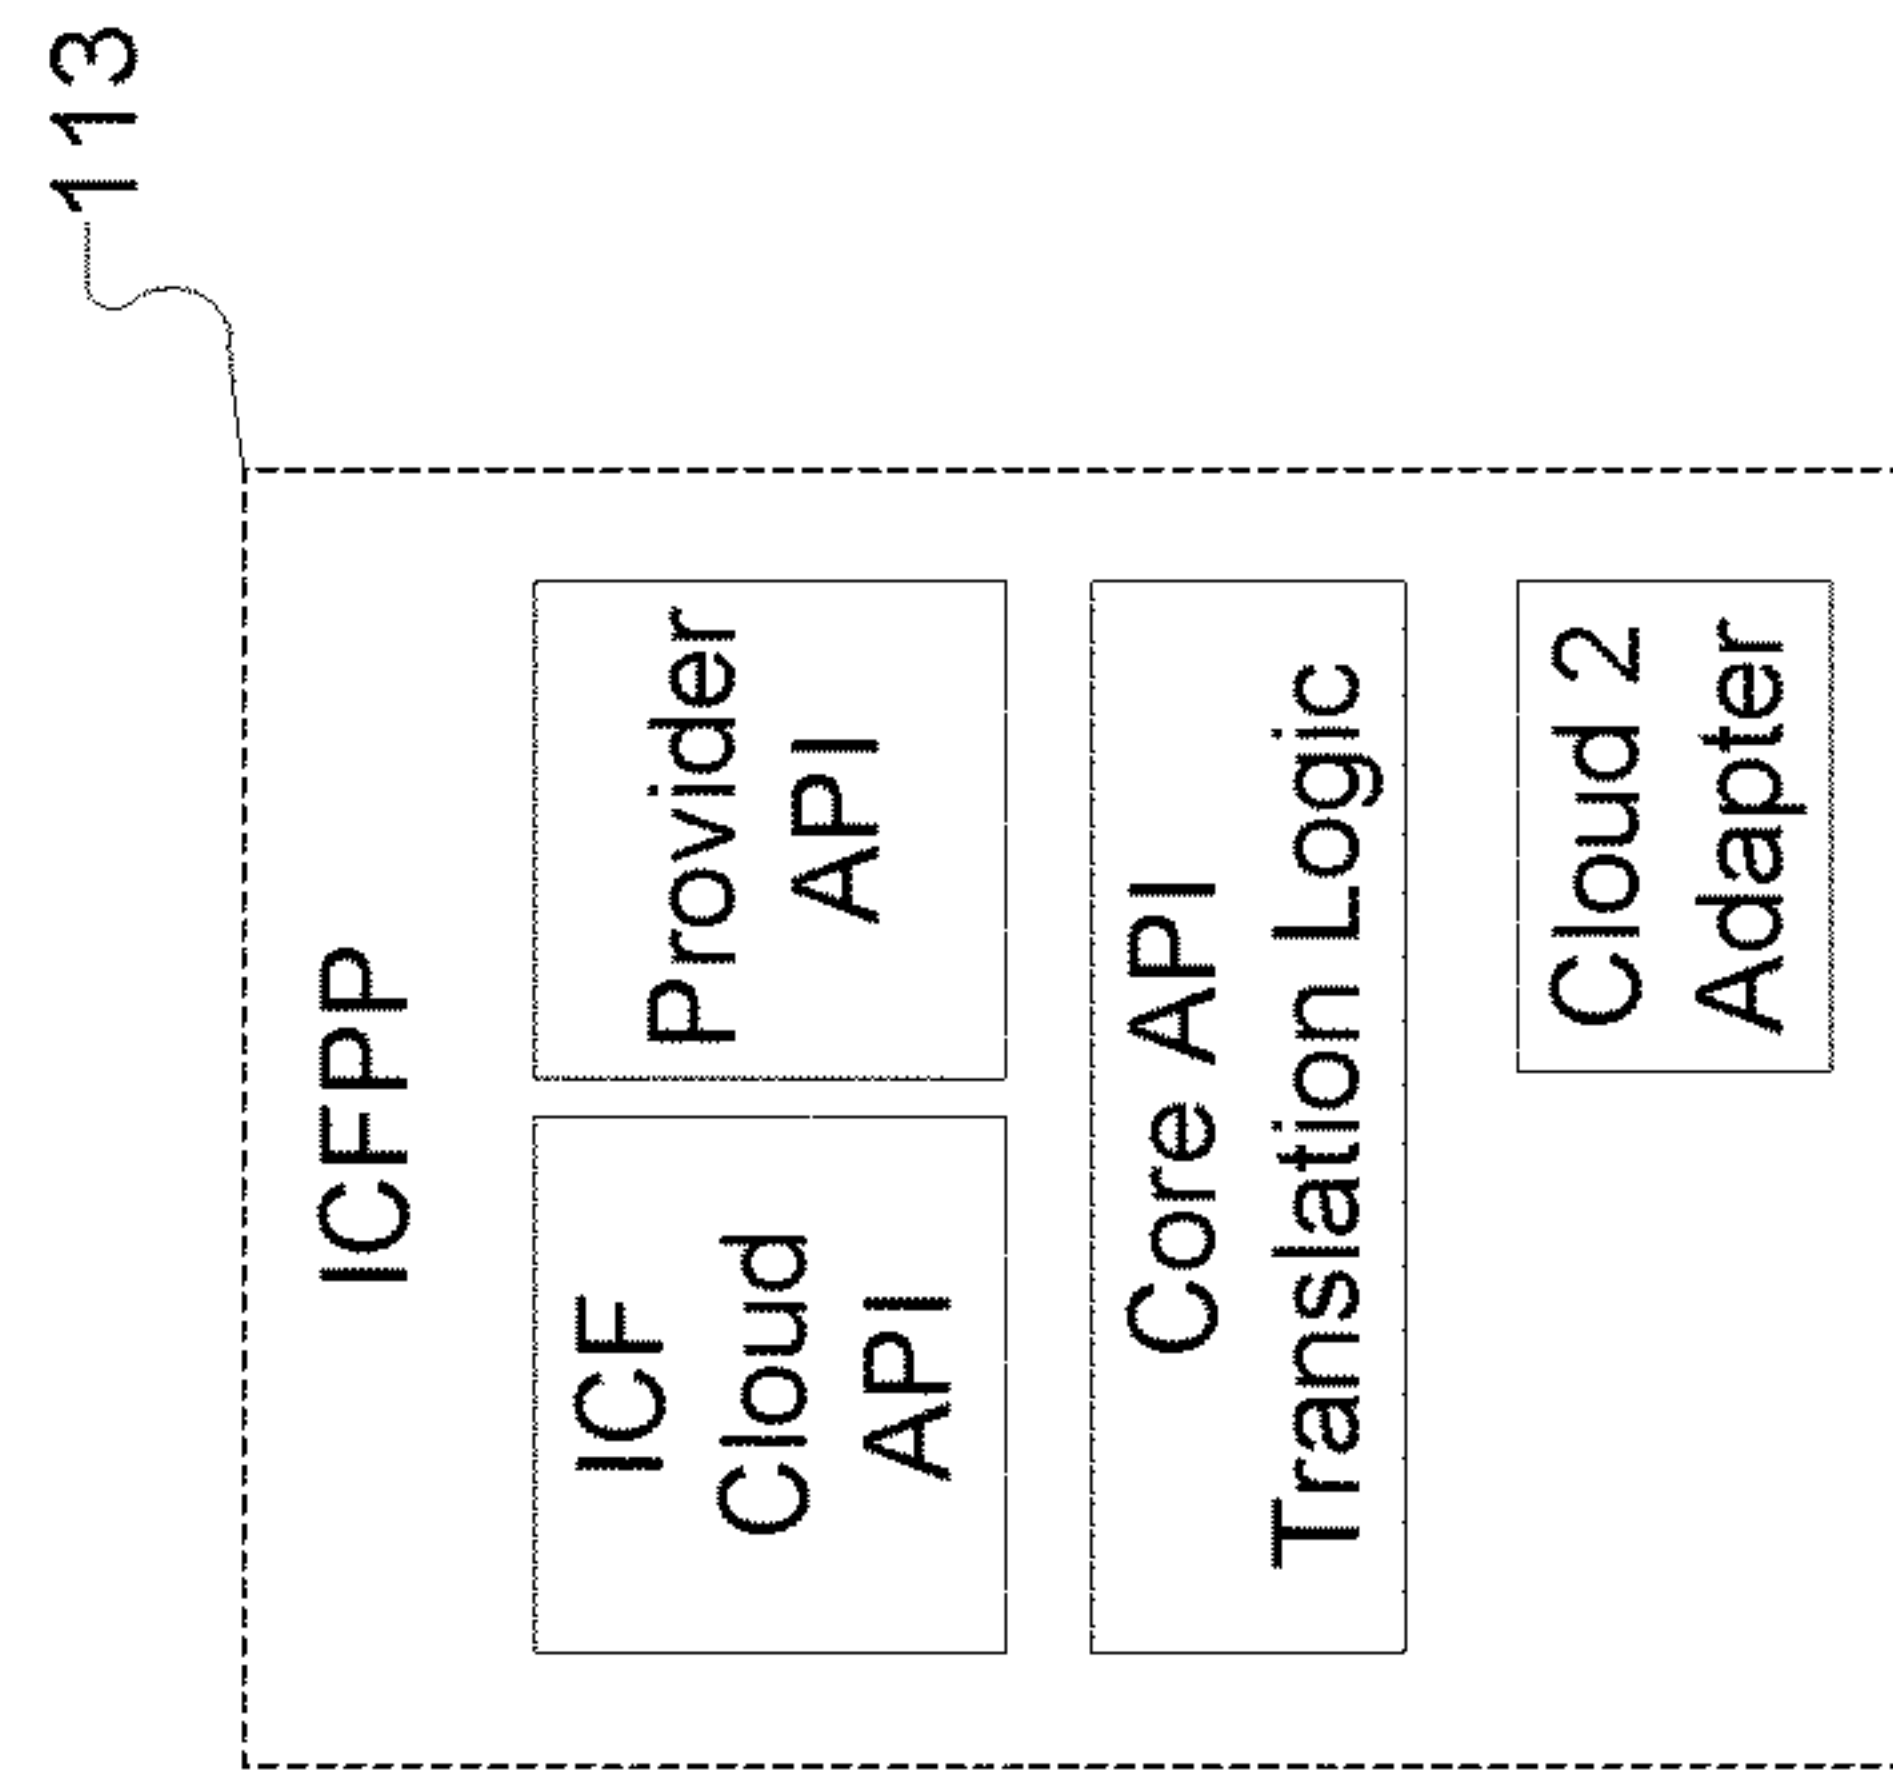 113
ICFPP
ICF
Cloud
API
Provider
API
Core API
Translation Logic
Cloud 2
Adapter